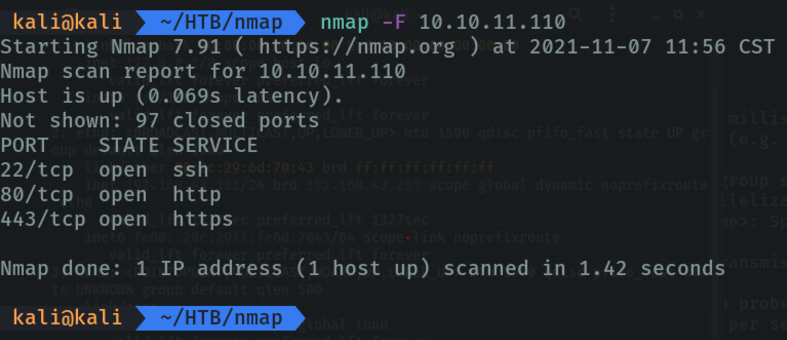 kali@kali ~/HTB/nmap nmap -F 10.10.11.110
Starting Nmap 7.91 ( https://nmap.org ) at 2021-11-07 11:56 CST
Nmap scan report for 10.10.11.110
Host is up (0.069s latency).
Not shown: 97 closed ports
PORT    STATE SERVICE
22/tcp  open  ssh
80/tcp  open  http
443/tcp open  https
Nmap done: 1 IP address (1 host up) scanned in 1.42 seconds
kali@kali ~/HTB/nmap